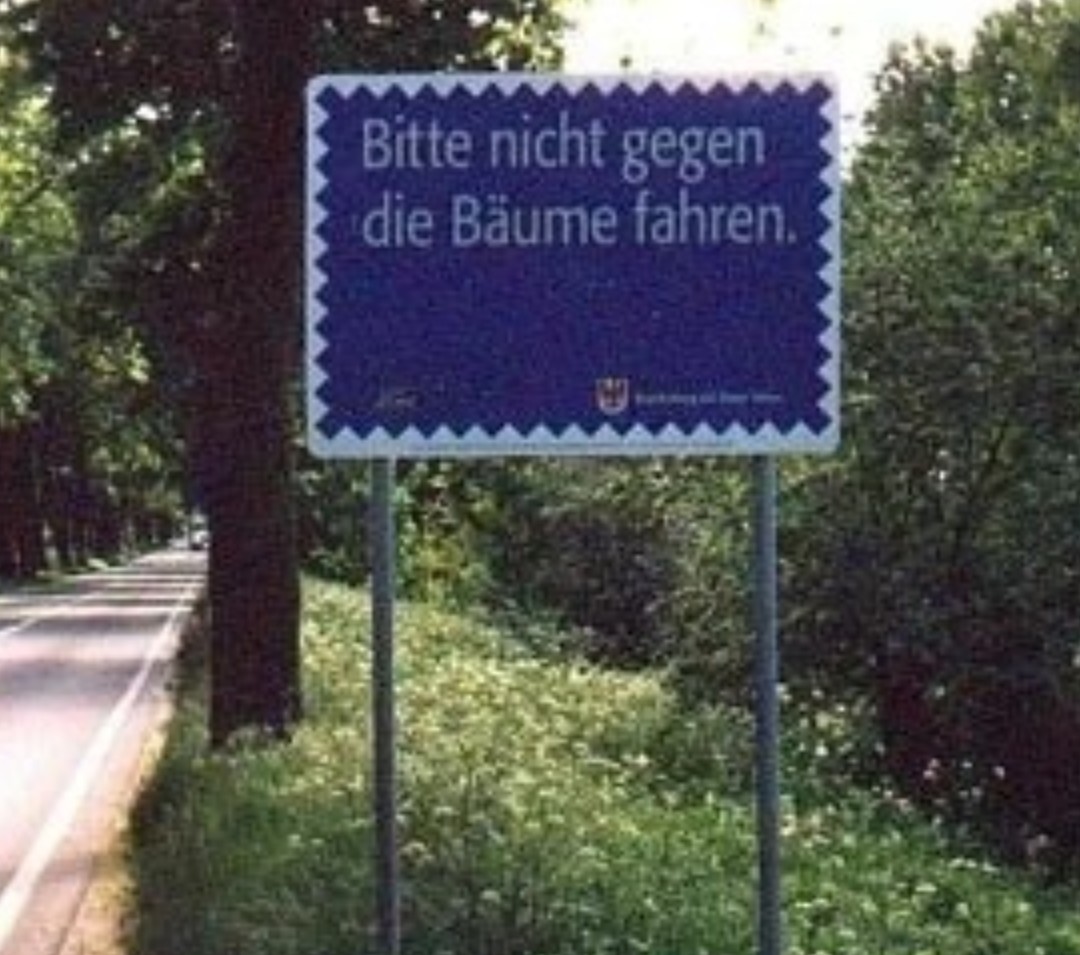 Bitte nicht gegen
die Bäume fahren.